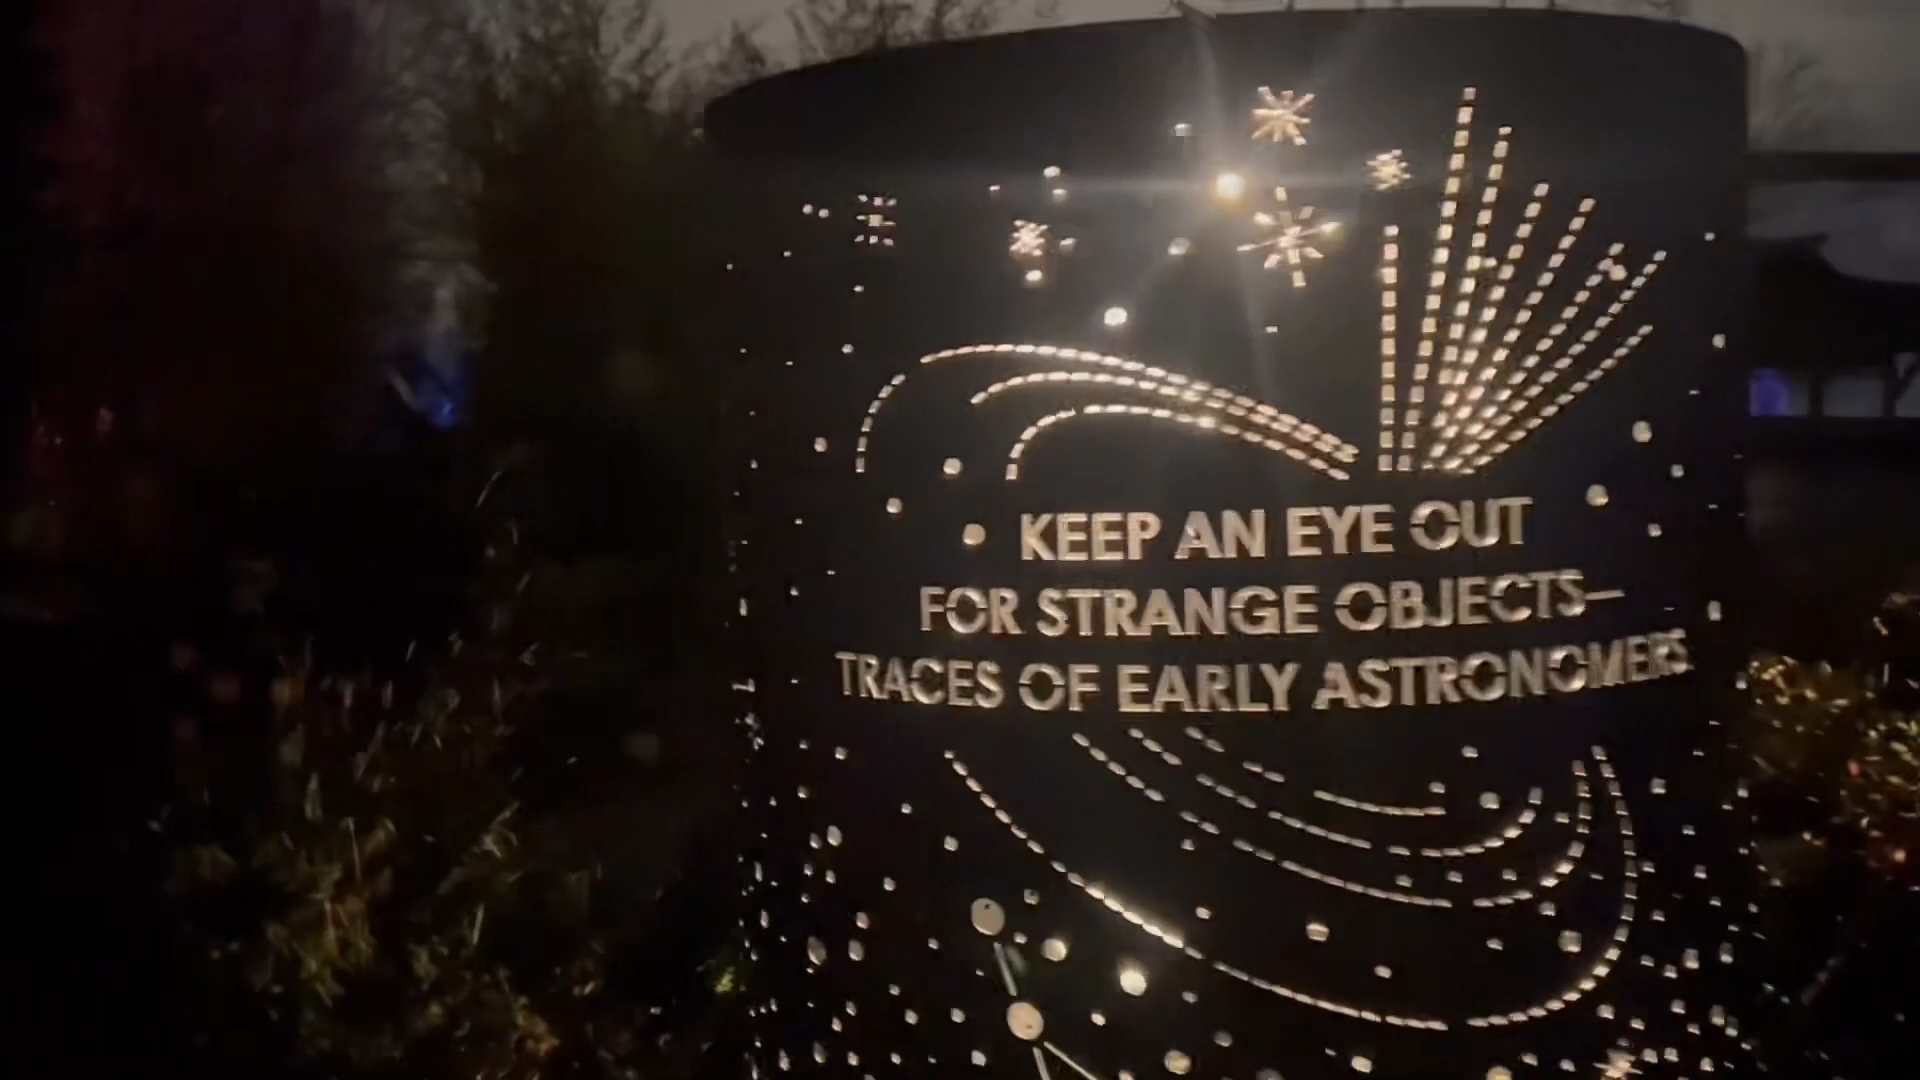 KEEP AN EYE OUT
FOR STRANGE OBJECTS—
TRACES OF EARLY ASTRONOMERS